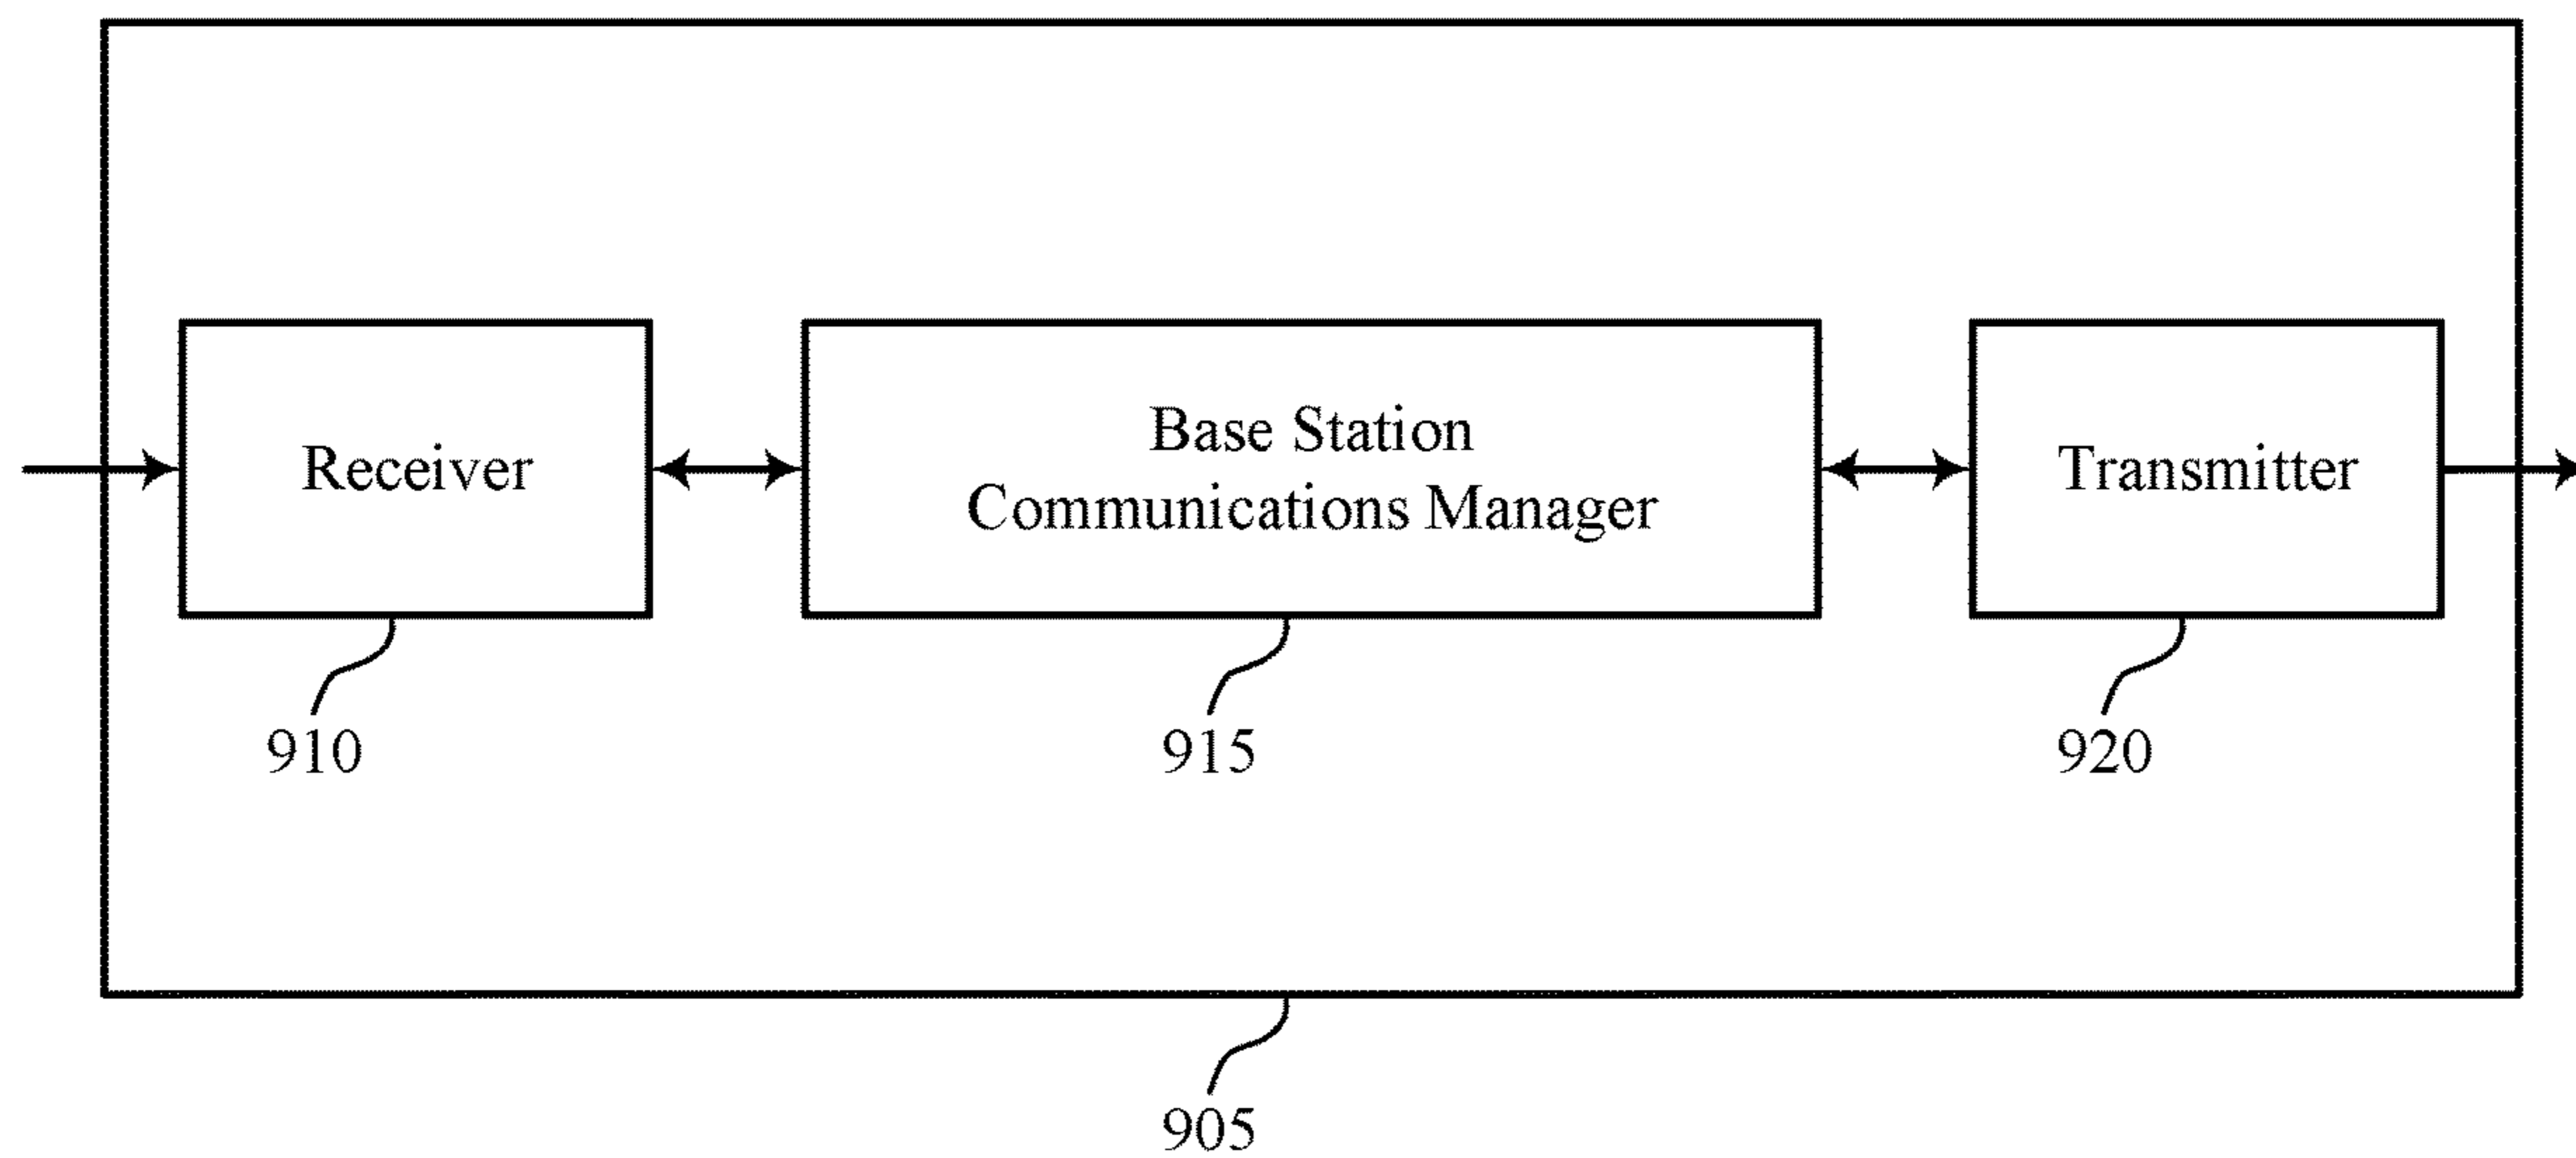 Receiver
Base Station
Communications Manager
Transmitter
910
915
920
905